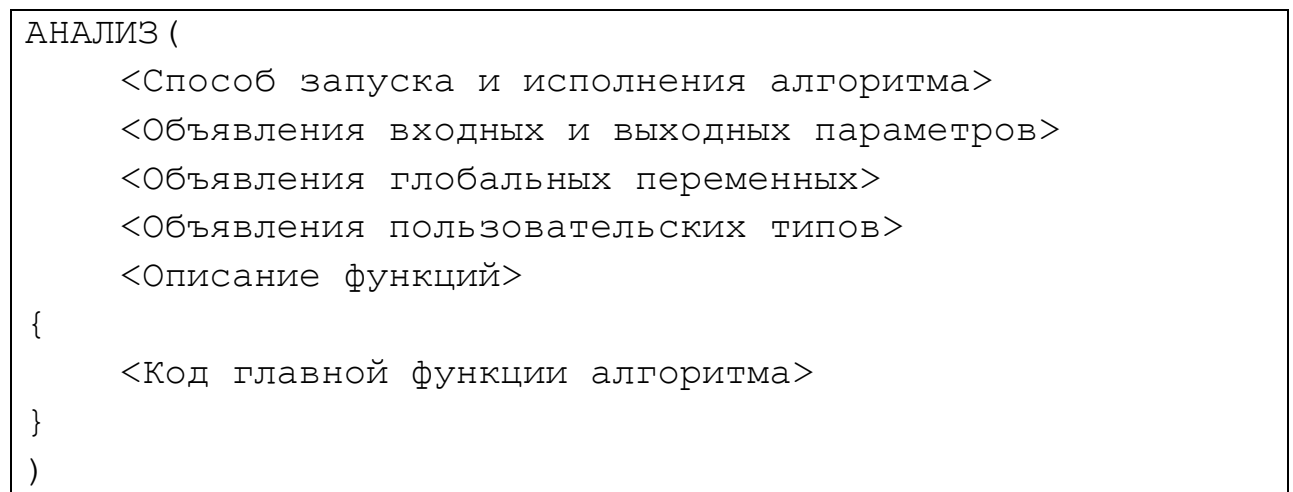 АНАЛИЗ(
<Способ запуска и исполнения алгоритма>
<Объявления входных и выходных параметров>
<Объявления глобальных переменных>
<Объявления пользовательских типов>
<Описание функций>
{
<Код главной функции алгоритма>
}
)